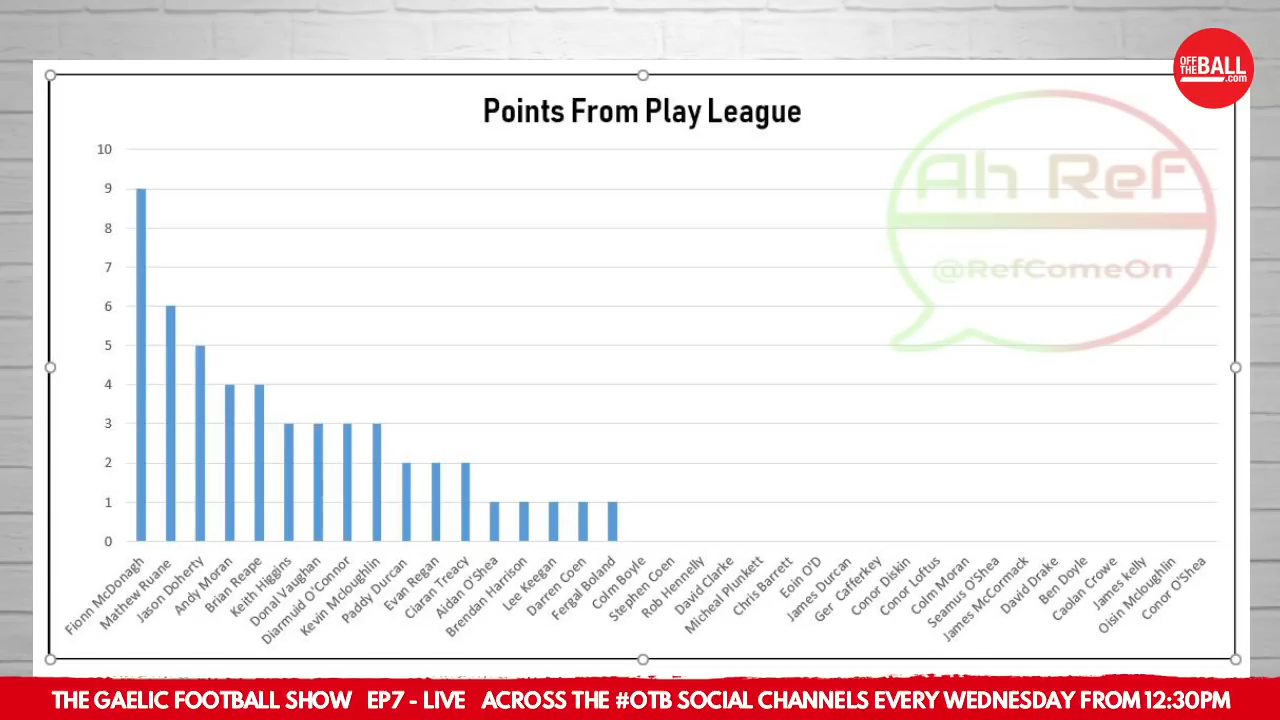 OFF
THE BALL
.com
Points From Play League
Ah Ref
@RefComeOn
10
9
8
7
6
5
4
3
2
1
0
Fionn McDonagh
Mathew Ruane
Jason Doherty
Andy Moran
Brian Reape
Keith Higgins
Donal Vaughan
Diarmuid O'Connor
Kevin Mcloughlin
Paddy Durcan
Evan Regan
Ciaran Treacy
Aidan O'Shea
Brendan Harrison
Lee Keegan
Darren Coen
Fergal Boland
Colm Boyle
Stephen Coen
Rob Hennelly
David Clarke
Micheal Plunkett
Chris Barrett
Eoin O'D
James Durcan
Ger Cafferkey
Conor Diskin
Conor Loftus
Colm Moran
Seamus O'Shea
James McCormack
David Drake
Ben Doyle
Caolan Crowe
James kelly
Oisin Mcloughlin
Conor O'Shea
THE GAELIC FOOTBALL SHOW EP7 - LIVE ACROSS THE #OTB SOCIAL CHANNELS EVERY WEDNESDAY FROM 12:30PM